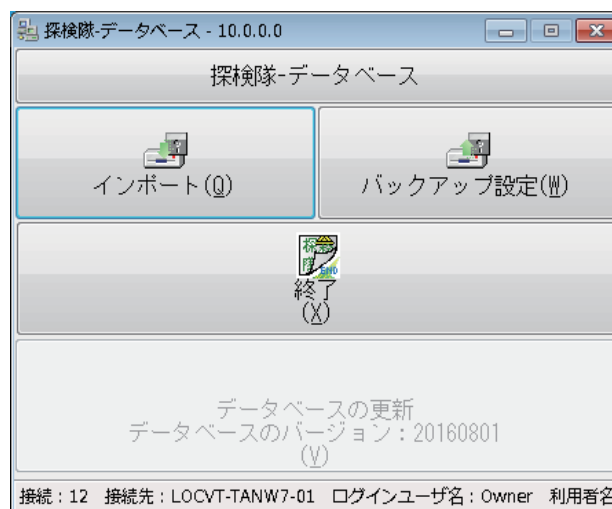 探検隊-データベース - 10.0.0.0
探検隊-データベース
インポート(Q)
バックアップ設定(W)
終了
(X)
データベースの更新
データベースのバージョン：20160801
(V)
接続：12 接続先：LOCVT-TANW7-01 ログインユーザ名：Owner 利用者名